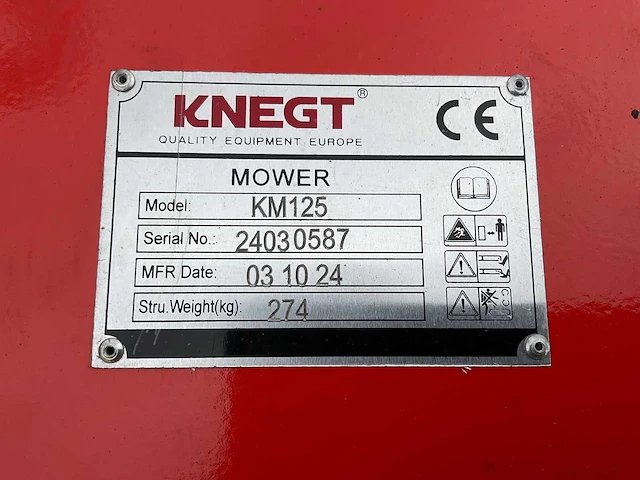 KNEGT®
CE
QUALITY EQUIPMENT EUROPE
MOWER
Model: KM125
Serial No.: 24030587
MFR Date: 03 10 24
Stru.Weight(kg): 274